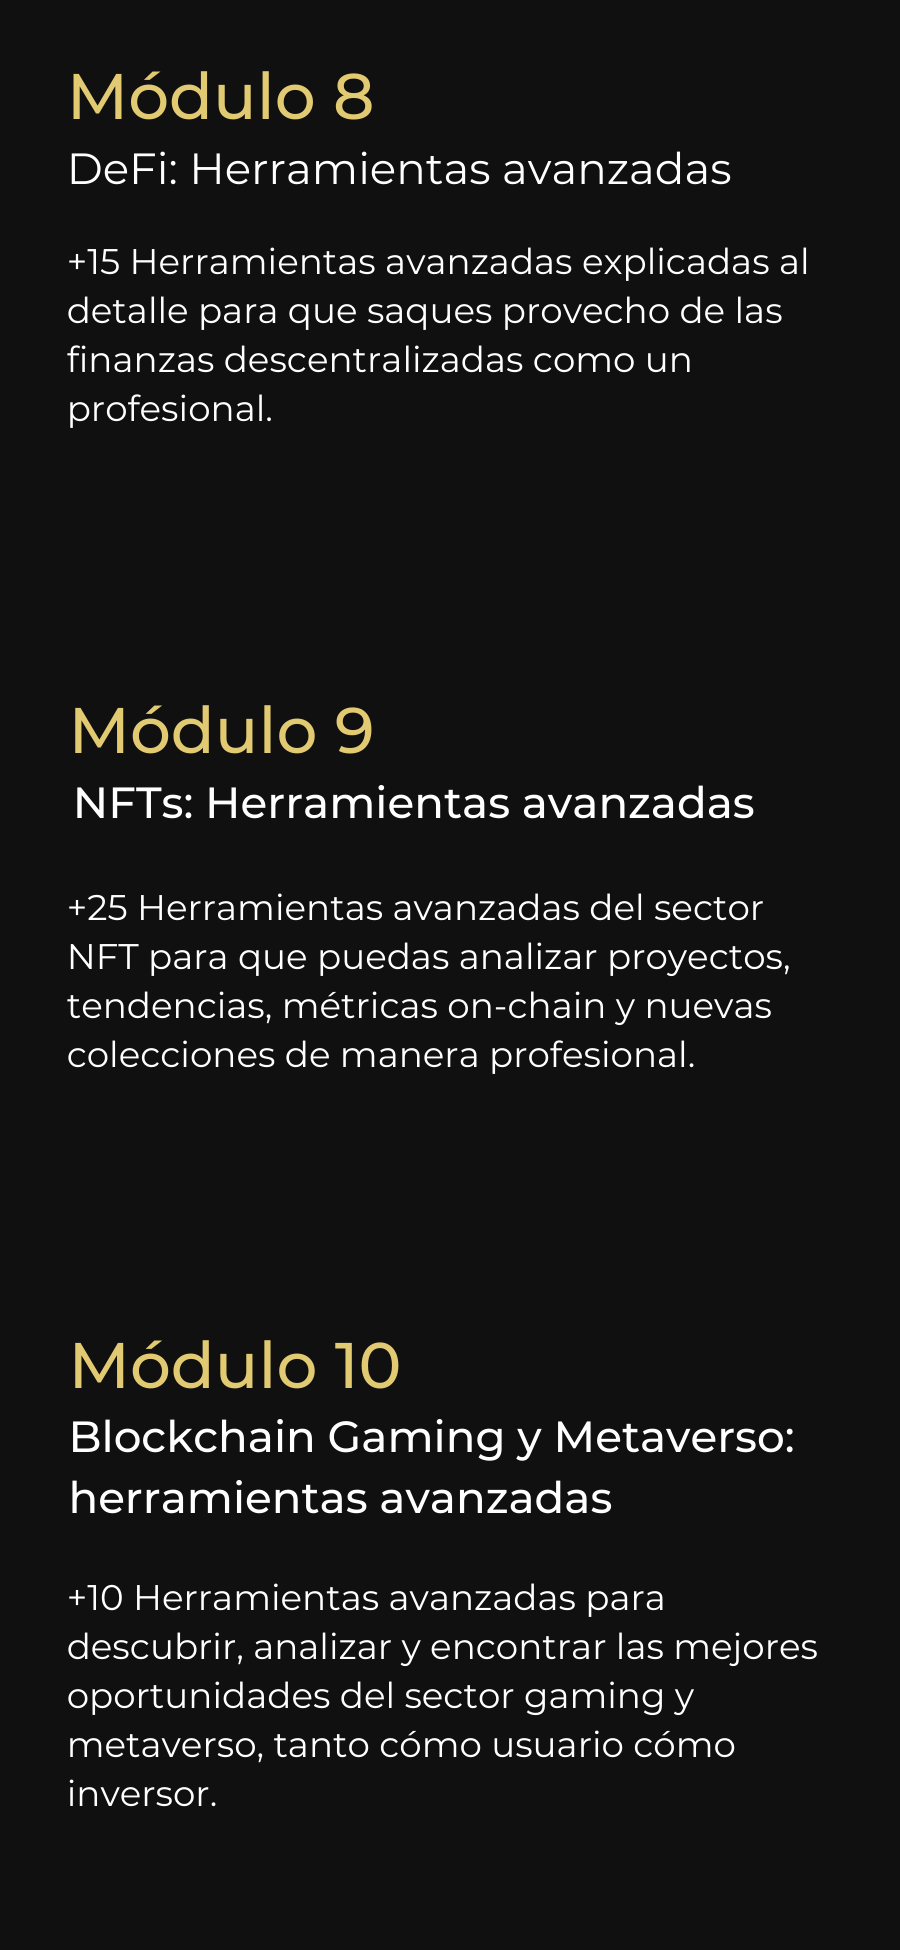 Módulo 8
DeFi: Herramientas avanzadas
+15 Herramientas avanzadas explicadas al
detalle para que saques provecho de las
finanzas descentralizadas como un
profesional.
Módulo 9
NFTs: Herramientas avanzadas
+25 Herramientas avanzadas del sector
NFT para que puedas analizar proyectos,
tendencias, métricas on-chain y nuevas
colecciones de manera profesional.
Módulo 10
Blockchain Gaming y Metaverso:
herramientas avanzadas
+10 Herramientas avanzadas para
descubrir, analizar y encontrar las mejores
oportunidades del sector gaming y
metaverso, tanto cómo usuario cómo
inversor.